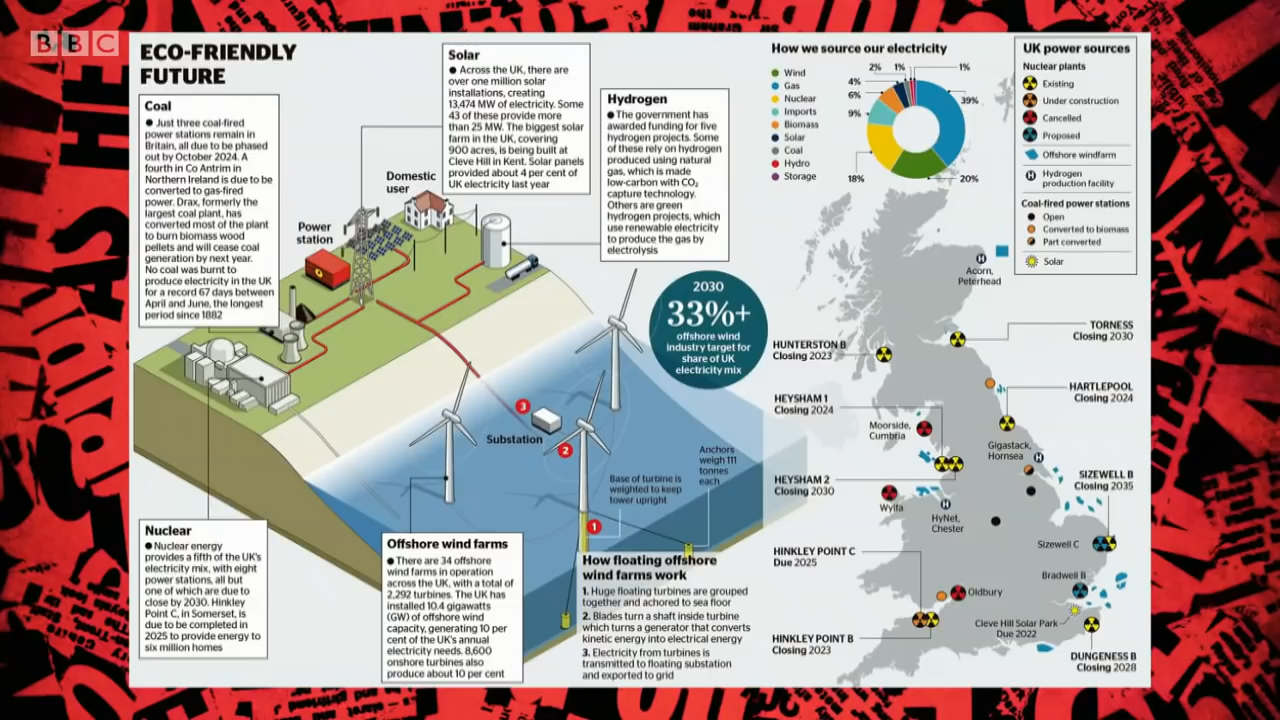 BBC
ECO-FRIENDLY
FUTURE
Coal
● Just three coal-fired
power stations remain in
Britain, all due to be phased
out by October 2024. A
fourth in Co Antrim in
Northern Ireland is due to be
converted to gas-fired
power. Drax, formerly the
largest coal plant, has
converted most of the plant
to burn biomass wood
pellets and will cease coal
generation by next year.
No coal was burnt to
produce electricity in the UK
for a record 67 days between
April and June, the longest
period since 1882
Solar
● Across the UK, there are
over one million solar
installations, creating
13,474 MW of electricity. Some
43 of these provide more
than 25 MW. The biggest solar
farm in the UK, covering
900 acres, is being built at
Cleve Hill in Kent. Solar panels
provided about 4 per cent of
UK electricity last year
Hydrogen
● The government has
awarded funding for five
hydrogen projects. Some
of these rely on hydrogen
produced using natural
gas, which is made
low-carbon with CO₂
capture technology.
Others are green
hydrogen projects, which
use renewable electricity
to produce the gas by
electrolysis
Domestic
user
Power
station
2030
33%+
offshore wind
industry target for
share of UK
electricity mix
3
Substation
2
Anchors
weigh 111
tonnes
each
Base of turbine is
weighted to keep
tower upright
1
Nuclear
● Nuclear energy
provides a fifth of the UK's
electricity mix, with eight
power stations, all but
one of which are due to
close by 2030. Hinkley
Point C, in Somerset, is
due to be completed in
2025 to provide energy to
six million homes
Offshore wind farms
● There are 34 offshore
wind farms in operation
across the UK, with a total of
2,292 turbines. The UK has
installed 10.4 gigawatts
(GW) of offshore wind
capacity, generating 10 per
cent of the UK's annual
electricity needs. 8,600
onshore turbines also
produce about 10 per cent
How floating offshore
wind farms work
1. Huge floating turbines are grouped
together and achored to sea floor
2. Blades turn a shaft inside turbine
which turns a generator that converts
kinetic energy into electrical energy
3. Electricity from turbines is
transmitted to floating substation
and exported to grid
How we source our electricity
Wind
Gas
Nuclear
Imports
Biomass
Solar
Coal
Hydro
Storage
2%
1%
1%
4%
6%
9%
39%
18%
20%
UK power sources
Nuclear plants
Existing
Under construction
Cancelled
Proposed
Offshore windfarm
H
Hydrogen
production facility
Coal-fired power stations
Open
Converted to biomass
Part converted
Solar
H
Acorn,
Peterhead
TORNESS
Closing 2030
HUNTERSTON B
Closing 2023
HARTLEPOOL
Closing 2024
HEYSHAM 1
Closing 2024
Moorside,
Cumbria
Gigastack,
Hornsea
H
HEYSHAM 2
Closing 2030
SIZEWELL B
Closing 2035
Wylfa
H
HyNet,
Chester
Sizewell C
HINKLEY POINT C
Due 2025
Bradwell B
Oldbury
Cleve Hill Solar Park
Due 2022
HINKLEY POINT B
Closing 2023
DUNGENESS B
Closing 2028